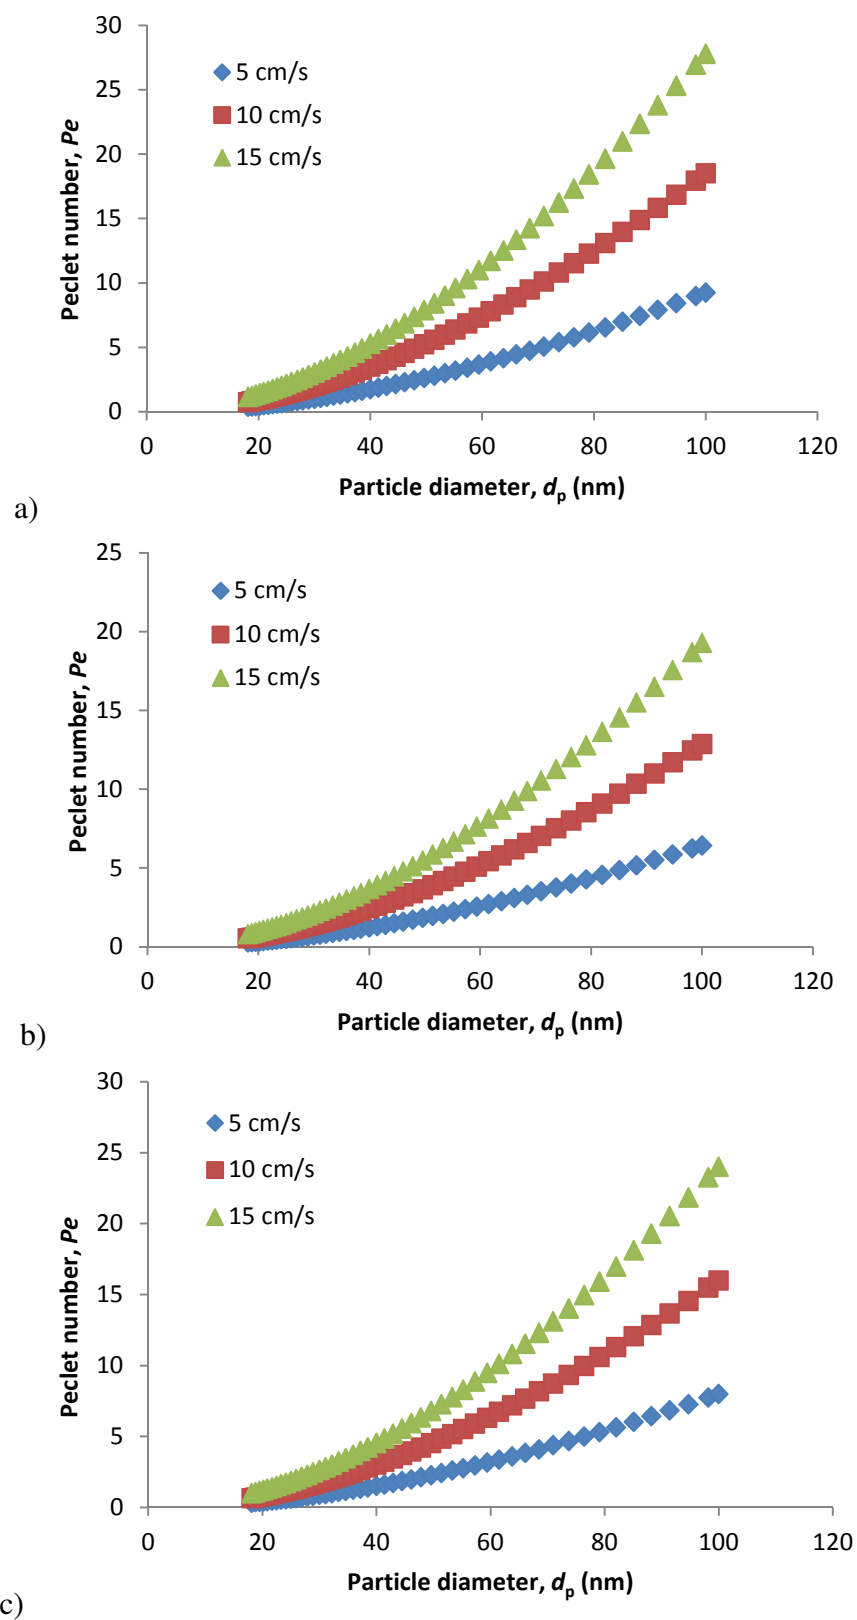 30
25
20
15
10
5
0
Peclet number, Pe
5 cm/s
10 cm/s
15 cm/s
0 20 40 60 80 100 120
Particle diameter, dp (nm)
a)
25
20
15
10
5
0
Peclet number, Pe
5 cm/s
10 cm/s
15 cm/s
0 20 40 60 80 100 120
Particle diameter, dp (nm)
b)
30
25
20
15
10
5
0
Peclet number, Pe
5 cm/s
10 cm/s
15 cm/s
0 20 40 60 80 100 120
Particle diameter, dp (nm)
c)